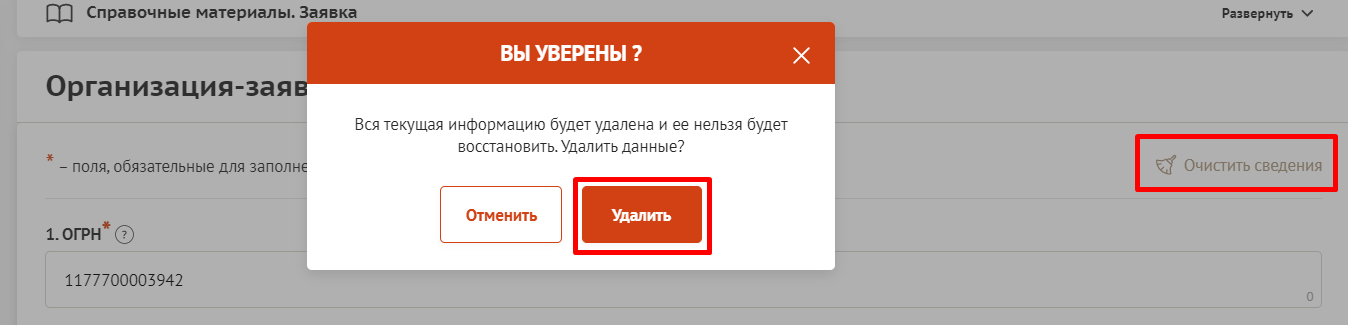 Справочные материалы. Заявка
Развернуть
ВЫ УВЕРЕНЫ ?
Организация-заяв
Вся текущая информацию будет удалена и ее нельзя будет
восстановить. Удалить данные?
* – поля, обязательные для заполне
Очистить сведения
Отменить
Удалить
1. ОГРН* ?
1177700003942
0